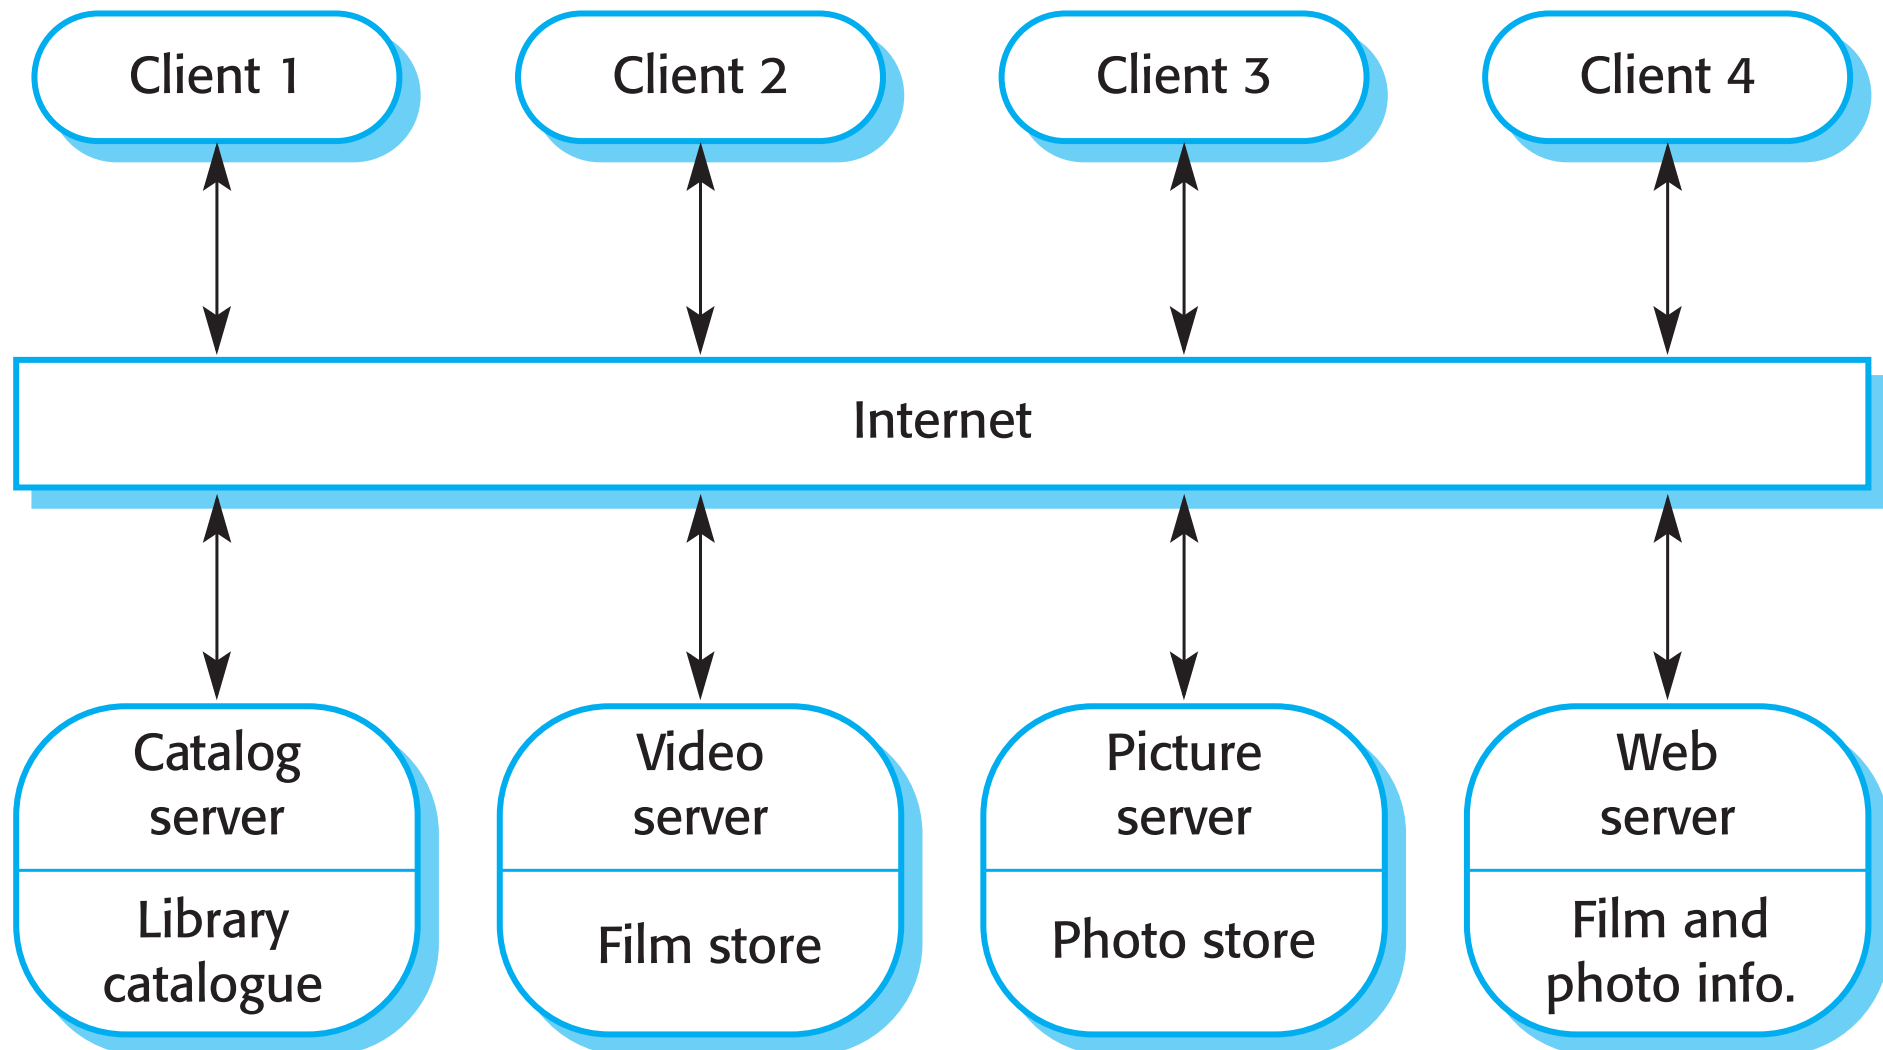 Client 1
Client 2
Client 3
Client 4
Internet
Catalog
server
Library
catalogue
Video
server
Film store
Picture
server
Photo store
Web
server
Film and
photo info.